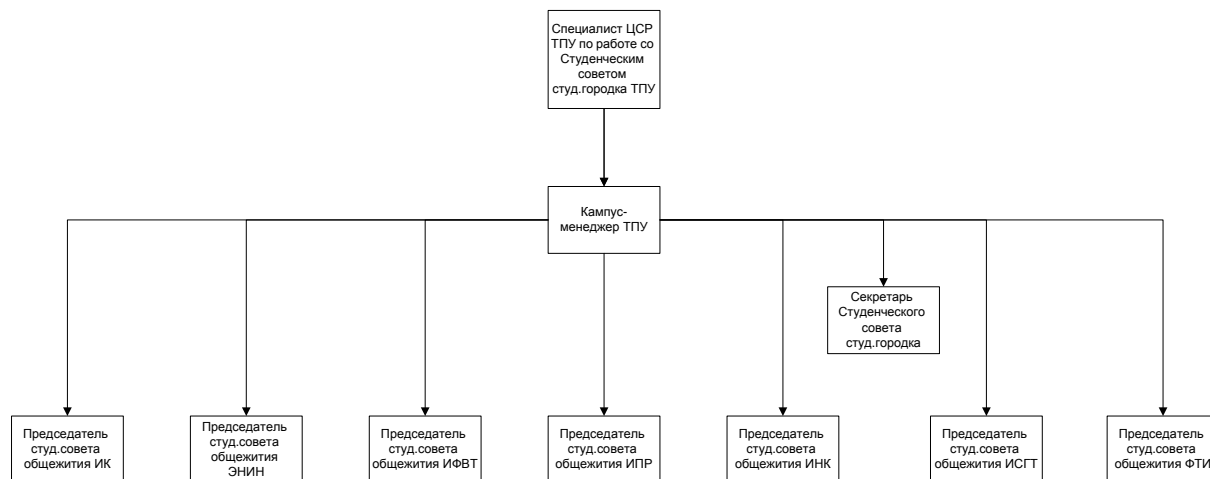 Специалист ЦСР
ТПУ по работе со
Студенческим
советом
студ.городка ТПУ
Кампус-
менеджер ТПУ
Секретарь
Студенческого
совета
студ.городка
Председатель
студ.совета
общежития ИК
Председатель
студ.совета
общежития
ЭНИН
Председатель
студ.совета
общежития ИФВТ
Председатель
студ.совета
общежития ИПР
Председатель
студ.совета
общежития ИНК
Председатель
студ.совета
общежития ИСГТ
Председатель
студ.совета
общежития ФТИ